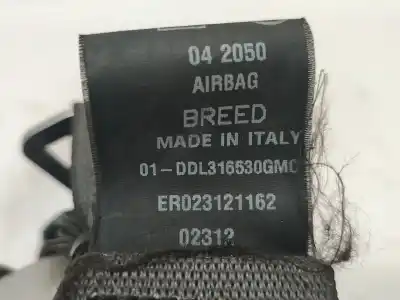 04 2050
AIRBAG
BREED
MADE IN ITALY
01-DDL316530GMC
ER023121162
02312